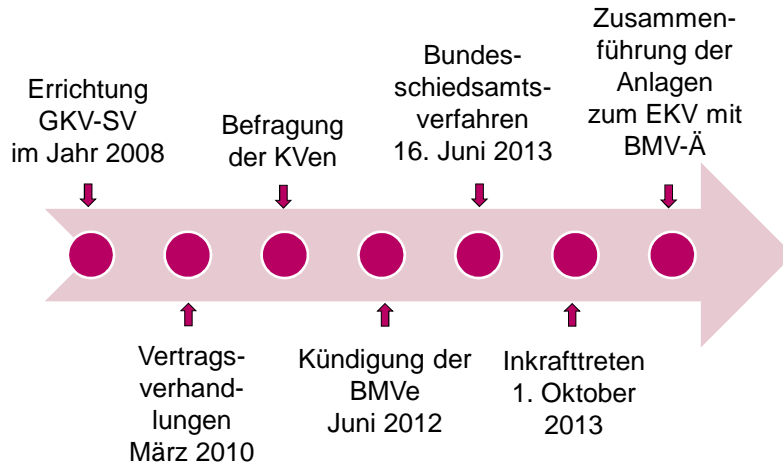 Errichtung
GKV-SV
im Jahr 2008
Vertrags-
verhand-
lungen
März 2010
Befragung
der KVen
Kündigung der
BMVe
Juni 2012
Bundes-
schiedsamts-
verfahren
16. Juni 2013
Inkrafttreten
1. Oktober
2013
Zusammen-
führung der
Anlagen
zum EKV mit
BMV-Ä